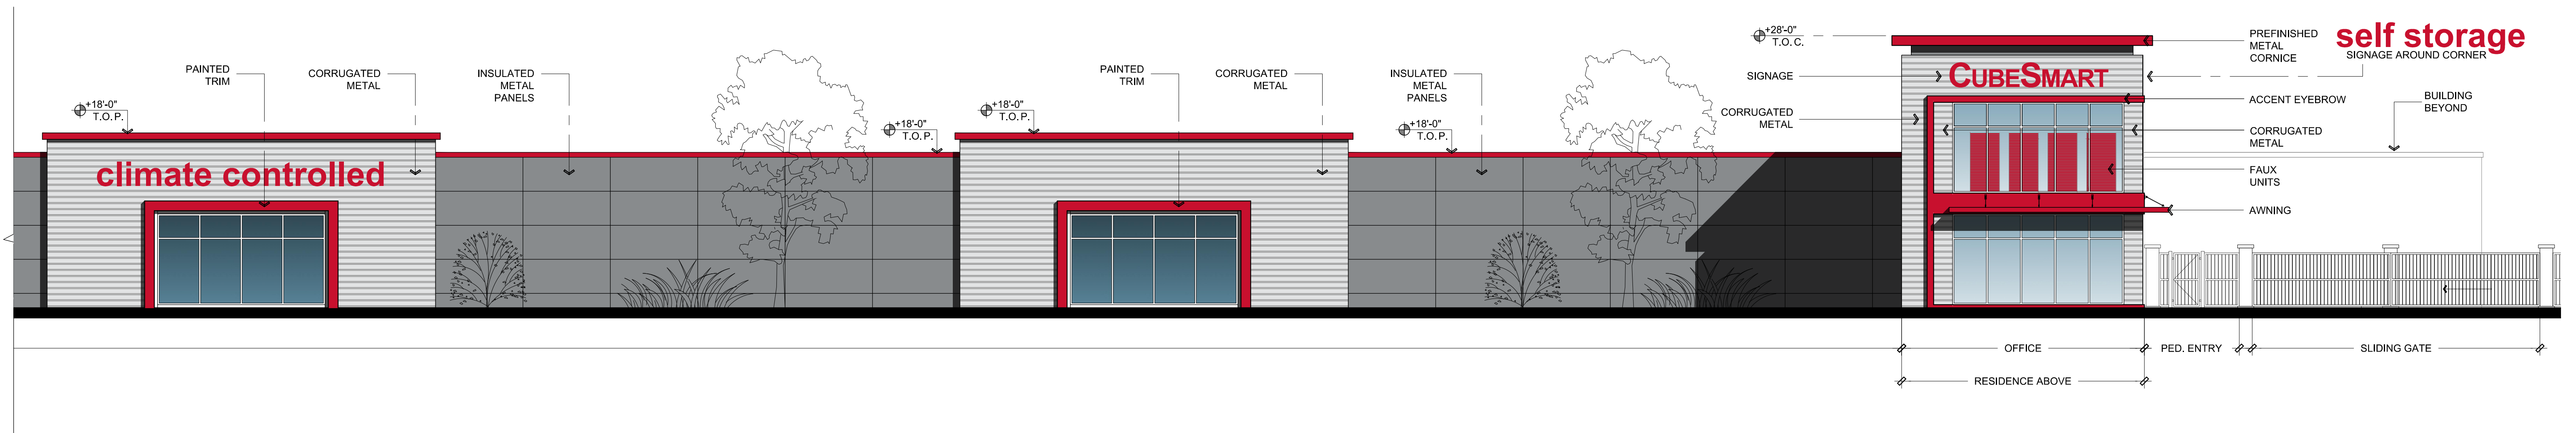 PAINTED
TRIM
CORRUGATED
METAL
INSULATED
METAL
PANELS
+18'-0"
T.O.P.
climate controlled
+18'-0"
T.O.P.
+18'-0"
T.O.P.
PAINTED
TRIM
CORRUGATED
METAL
INSULATED
METAL
PANELS
+18'-0"
T.O.P.
+28'-0"
T.O.C.
SIGNAGE
CORRUGATED
METAL
CUBESMART
PREFINISHED
METAL
CORNICE
self storage
SIGNAGE AROUND CORNER
ACCENT EYEBROW
BUILDING
BEYOND
CORRUGATED
METAL
FAUX
UNITS
AWNING
OFFICE
PED. ENTRY
SLIDING GATE
RESIDENCE ABOVE